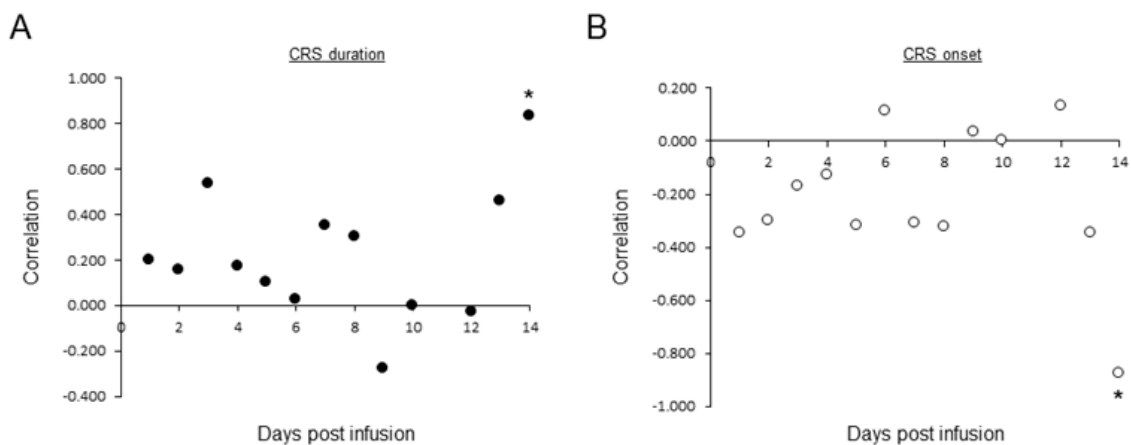 A
CRS duration
1.000
0.800
0.600
0.400
0.200
0.000
-0.200
-0.400
Correlation
0 2 4 6 8 10 12 14
*
Days post infusion
B
CRS onset
0.200
0.000
-0.200
-0.400
-0.600
-0.800
-1.000
Correlation
0 2 4 6 8 10 12 14
*
Days post infusion